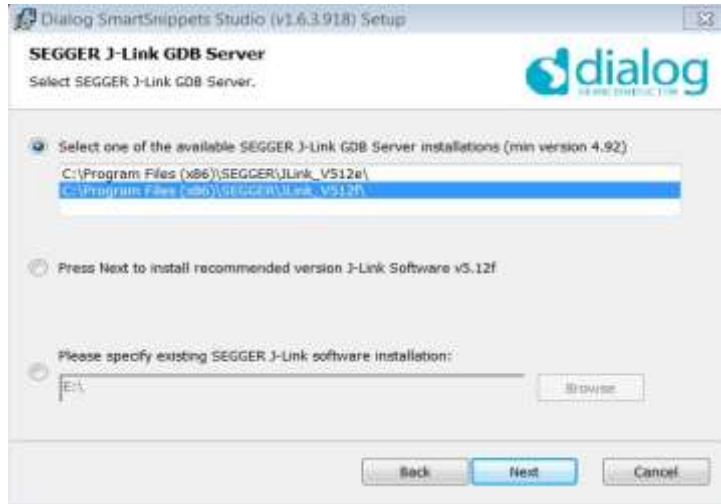 Dialog SmartSnippets Studio (v1.6.3.918) Setup
SEGGER J-Link GDB Server
Select SEGGER J-Link GDB Server.
dialog
SEMICONDUCTOR
Select one of the available SEGGER J-Link GDB Server installations (min version 4.92)
C:\Program Files (x86)\SEGGER\JLink_V512e\
C:\Program Files (x86)\SEGGER\JLink_V512f\
Press Next to install recommended version J-Link Software v5.12f
Please specify existing SEGGER J-Link software installation:
E:\
Browse
Back
Next
Cancel